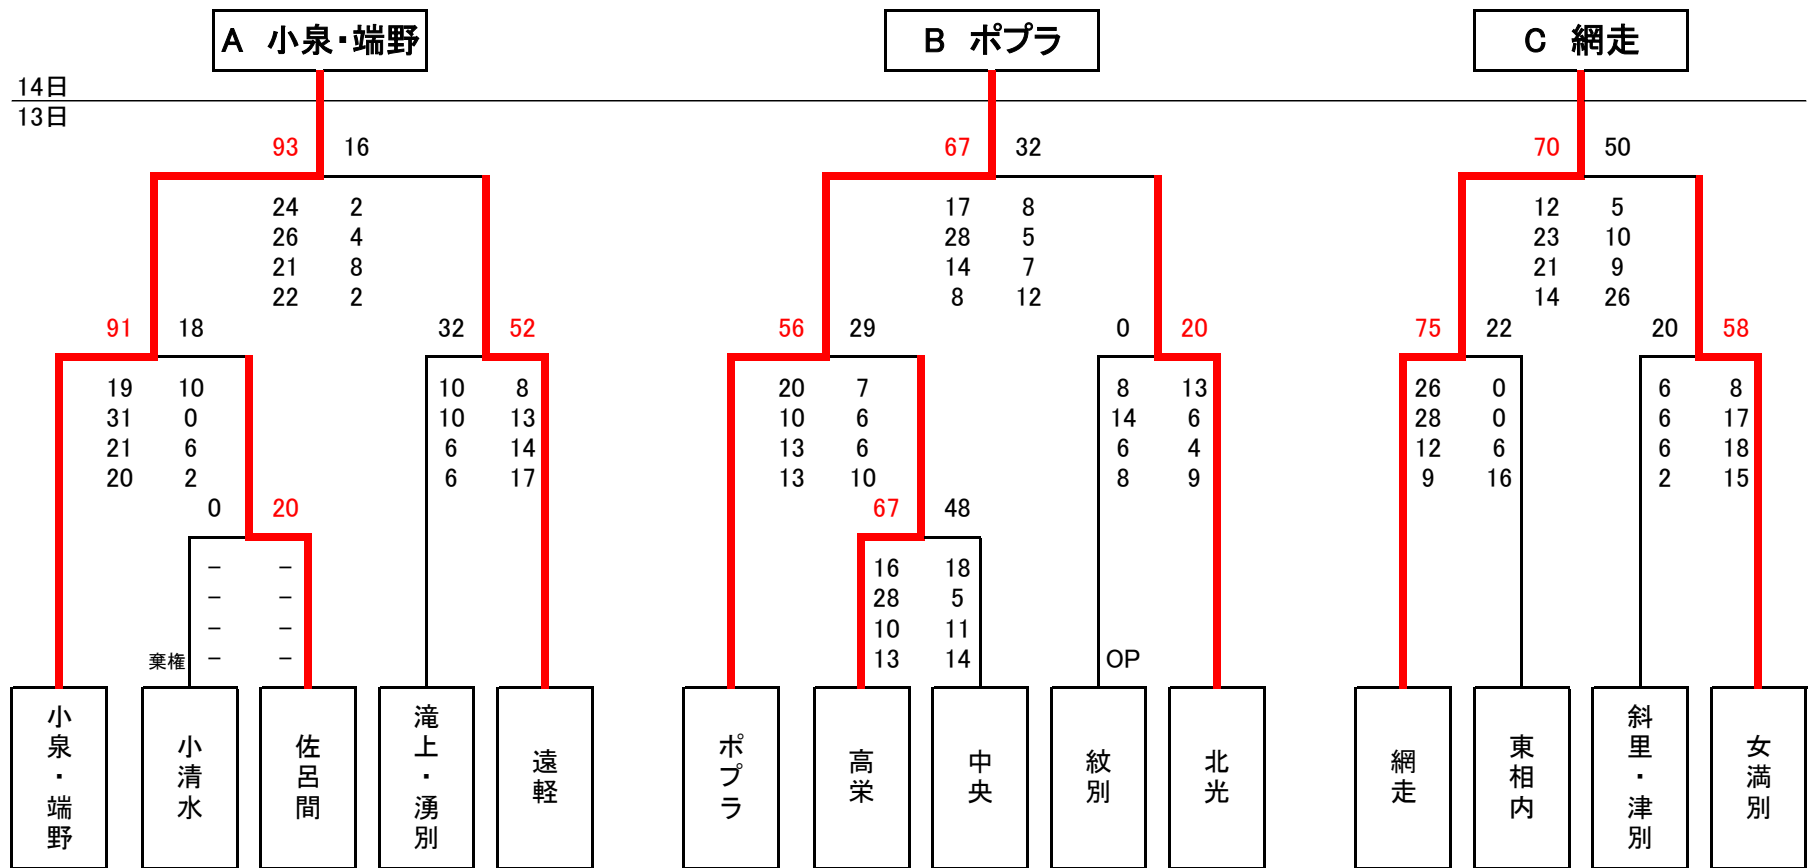 A 小泉・端野
B ポプラ
C 網走
14日
13日
93 16
67 32
70 50
24 2
17 8
12 5
26 4
28 5
23 10
21 8
14 7
21 9
22 2
8 12
14 26
91 18
32 52
56 29
0 20
75 22
20 58
19 10
10 8
20 7
8 13
26 0
6 8
31 0
10 13
10 6
14 6
28 0
6 17
21 6
6 14
13 6
6 4
12 6
6 18
20 2
6 17
13 10
8 9
9 16
2 15
0 20
67 48
- -
16 18
- -
28 5
- -
10 11
棄権 - -
13 14
OP
小泉・端野
小清水
佐呂間
滝上・湧別
遠軽
ポプラ
高栄
中央
紋別
北光
網走
東相内
斜里・津別
女満別